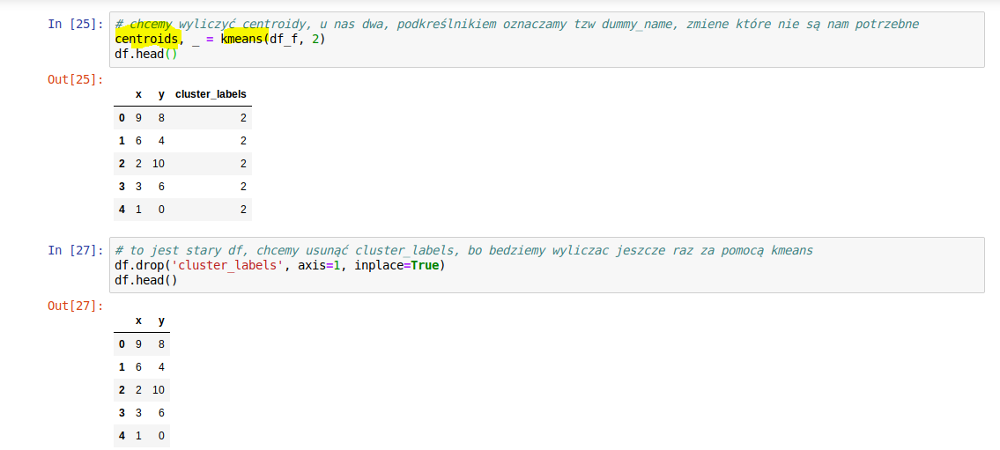 In [25]: # chcemy wyliczyć centroidy, u nas dwa, podkreślnikiem oznaczamy tzw dummy_name, zmiene które nie są nam potrzebne
centroids, _ = kmeans(df_f, 2)
df.head()
Out[25]:
x y cluster_labels
0 9 8 2
1 6 4 2
2 2 10 2
3 3 6 2
4 1 0 2
In [27]: # to jest stary df, chcemy usunąć cluster_labels, bo bedziemy wyliczac jeszcze raz za pomocą kmeans
df.drop('cluster_labels', axis=1, inplace=True)
df.head()
Out[27]:
x y
0 9 8
1 6 4
2 2 10
3 3 6
4 1 0